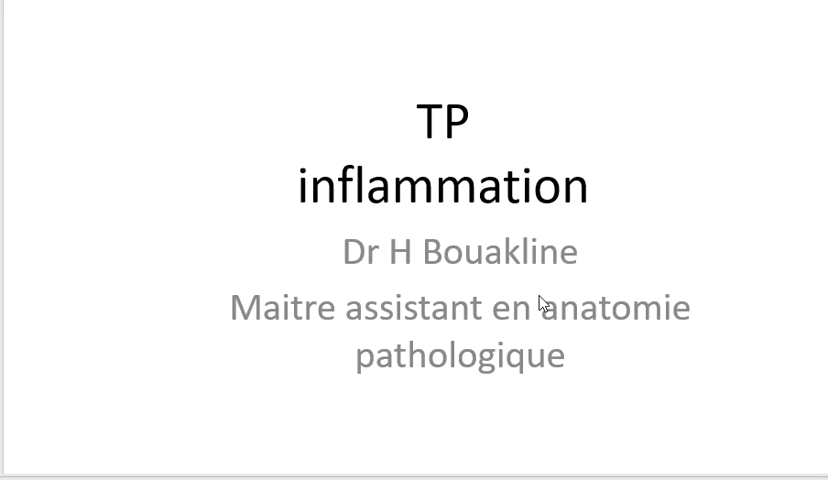 TP
inflammation
Dr H Bouakline
Maitre assistant en anatomie
pathologique